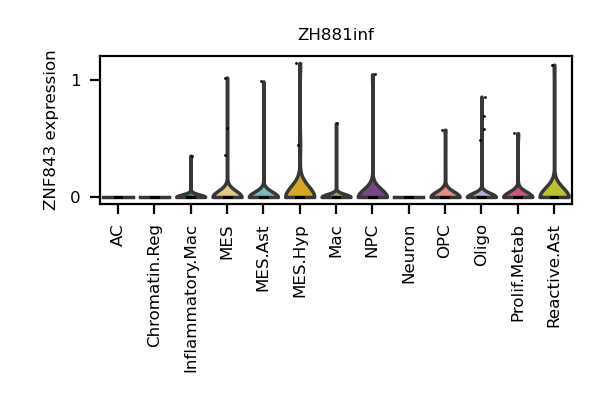 ZH881inf
ZNF843 expression
1
0
AC
Chromatin.Reg
Inflammatory.Mac
MES
MES.Ast
MES.Hyp
Mac
NPC
Neuron
OPC
Oligo
Prolif.Metab
Reactive.Ast